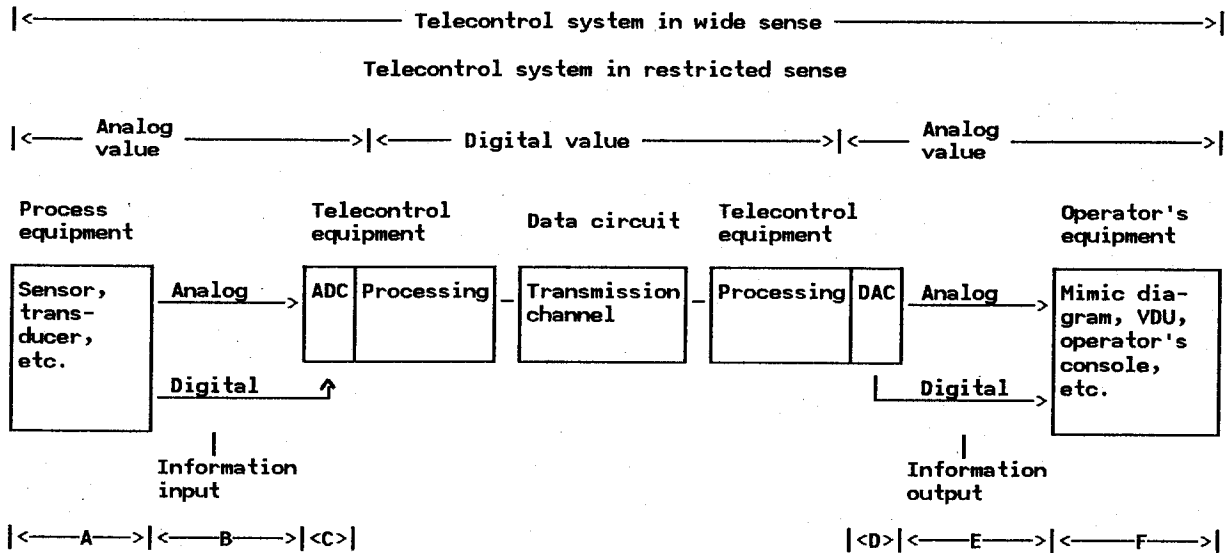 Telecontrol system in wide sense
Telecontrol system in restricted sense
Analog
value
Digital value
Analog
value
Process
equipment
Telecontrol
equipment
Data circuit
Telecontrol
equipment
Operator's
equipment
Sensor,
trans-
ducer,
etc.
Analog
Digital
ADC
Processing
Transmission
channel
Processing
DAC
Analog
Digital
Mimic dia-
gram, VDU,
operator's
console,
etc.
Information
input
Information
output
A
B
C
D
E
F